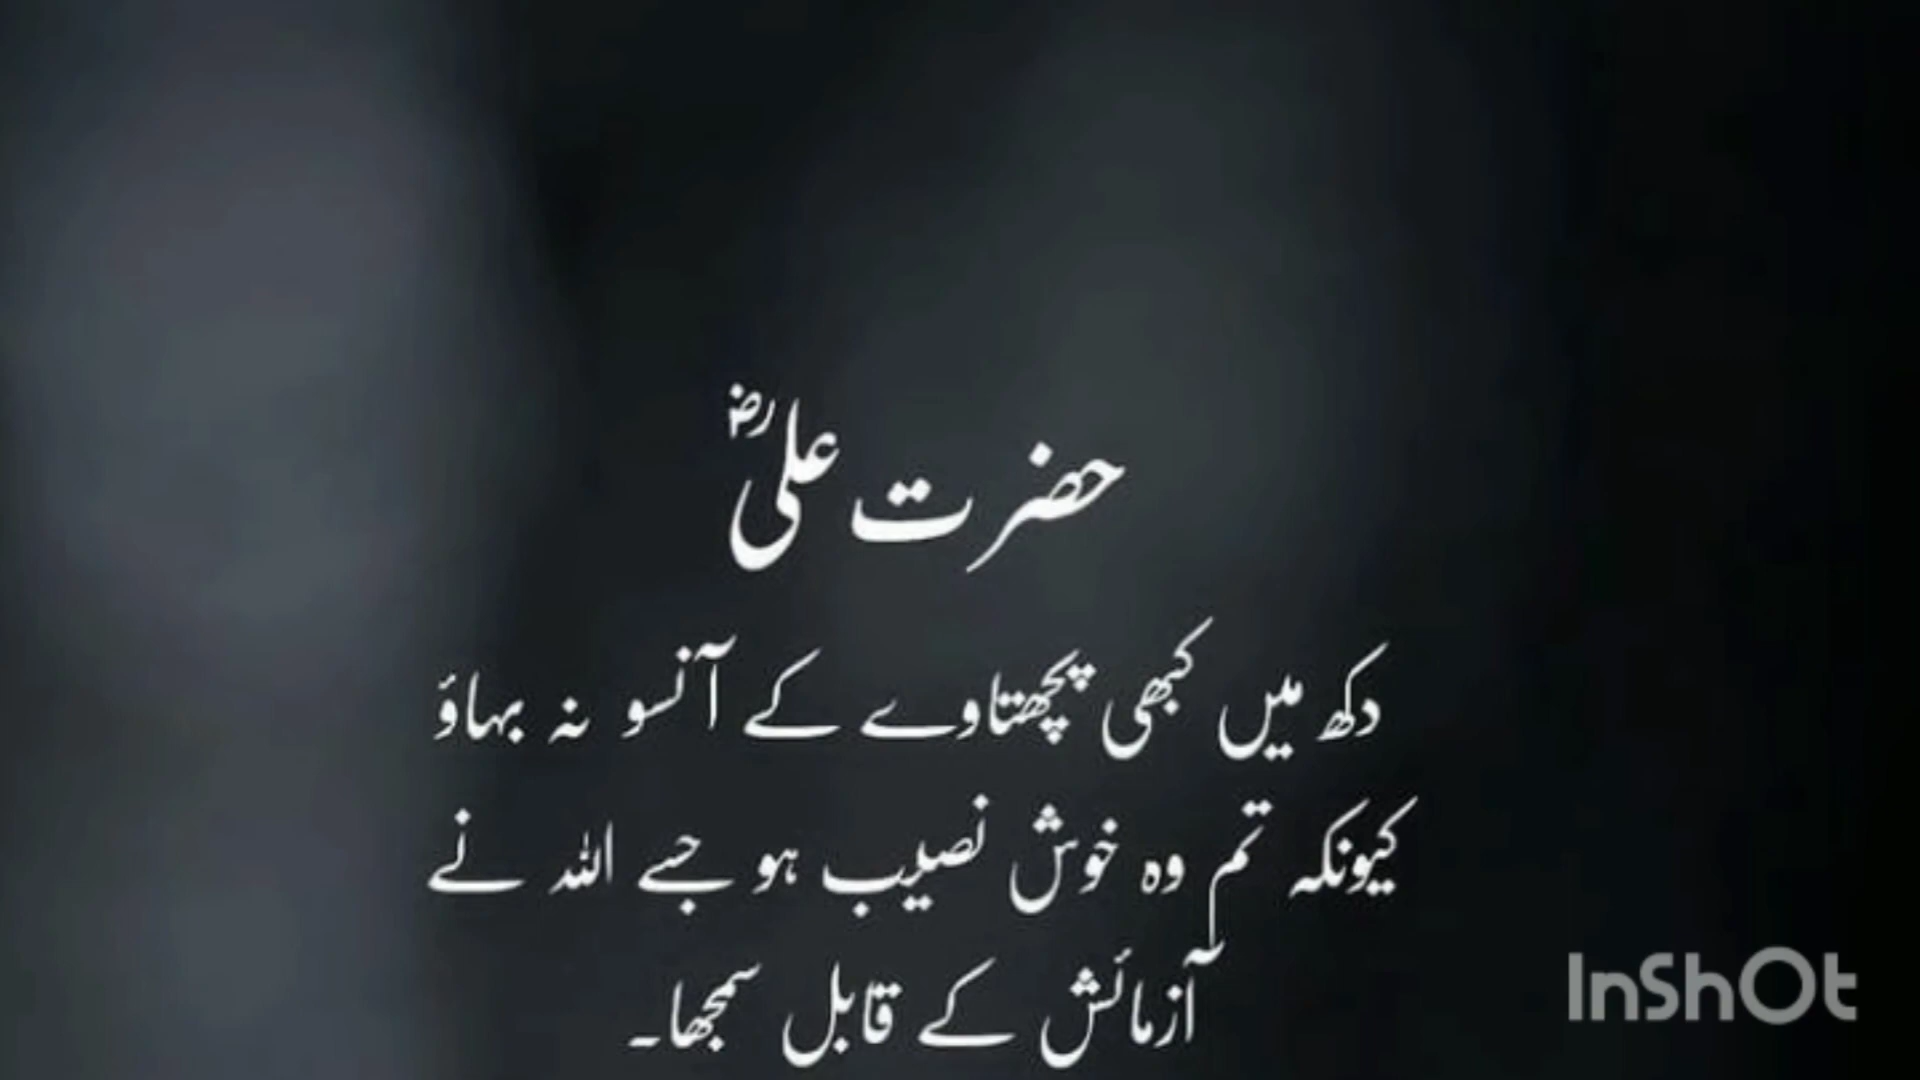 حضرت علیؓ
دکھ میں کبھی پچھتاوے کے آنسو نہ بہاؤ
کیونکہ تم وہ خوش نصیب ہو جسے اللہ نے
آزمائش کے قابل سمجھا۔
InShOt